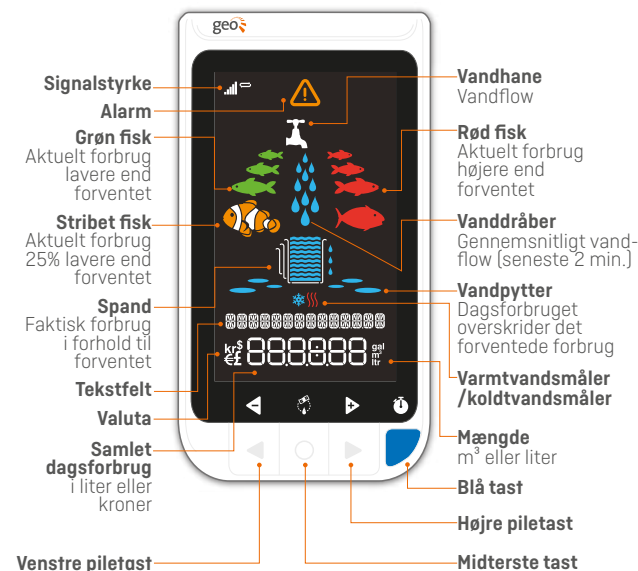 geo
Signalstyrke
Alarm
Grøn fisk
Aktuelt forbrug
lavere end
forventet
Stribet fisk
Aktuelt forbrug
25% lavere end
forventet
Spand
Faktisk forbrug
i forhold til
forventet
Tekstfelt
Valuta
Samlet
dagsforbrug
i liter eller
kroner
Venstre piletast
kr$
€£
gal
m³
ltr
Vandhane
Vandflow
Rød fisk
Aktuelt forbrug
højere end
forventet
Vanddråber
Gennemsnitligt vand-
flow (seneste 2 min.)
Vandpytter
Dagsforbruget
overskrider det
forventede forbrug
Varmtvandsmåler
/koldtvandsmåler
Mængde
m³ eller liter
Blå tast
Højre piletast
Midterste tast